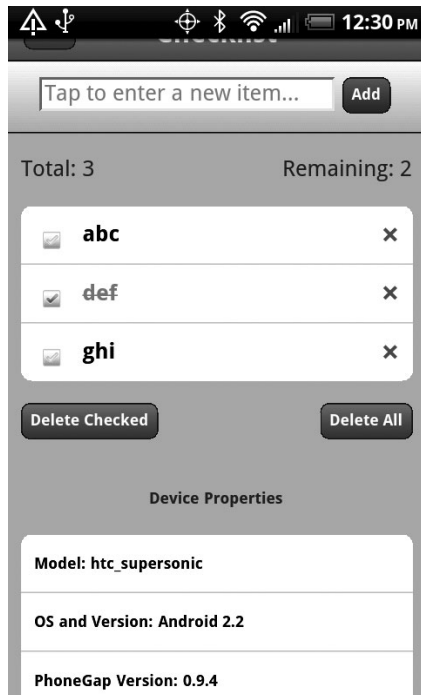 12:30 PM
Checklist
Tap to enter a new item... Add
Total: 3 Remaining: 2
abc ×
def ×
ghi ×
Delete Checked Delete All
Device Properties
Model: htc_supersonic
OS and Version: Android 2.2
PhoneGap Version: 0.9.4